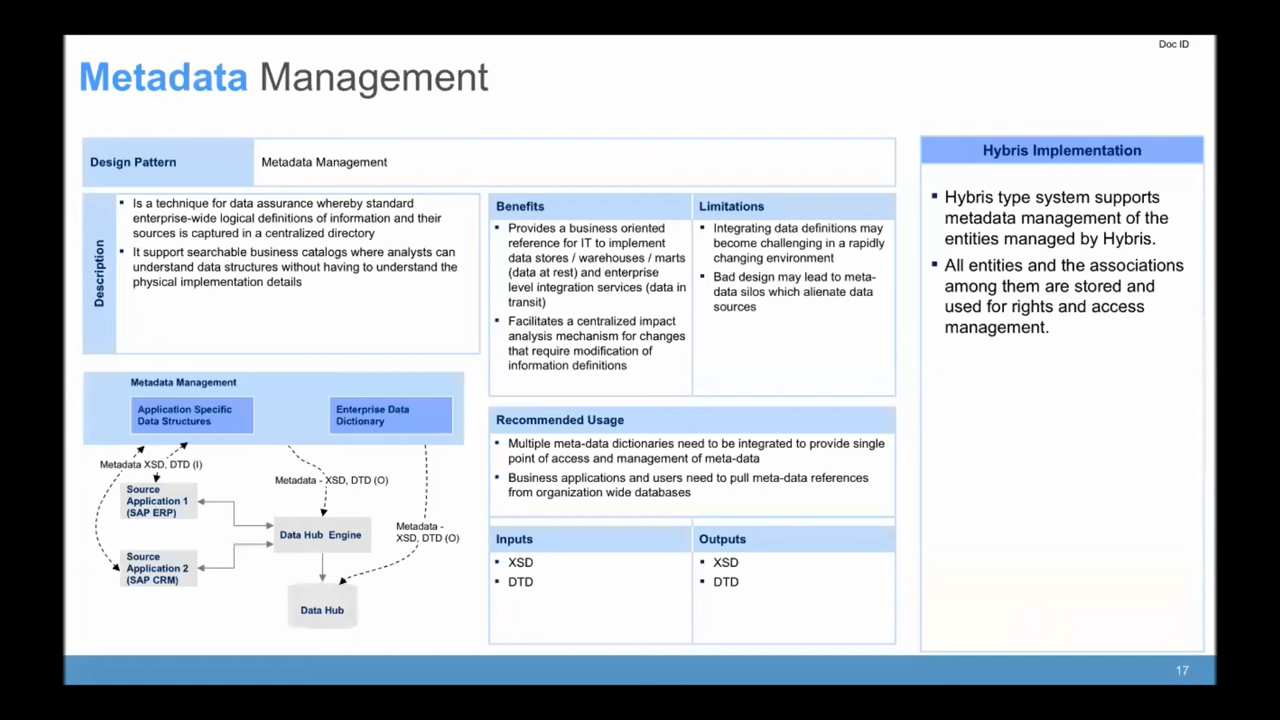 Doc ID
Metadata Management
Design Pattern
Metadata Management
Description
▪ Is a technique for data assurance whereby standard
enterprise-wide logical definitions of information and their
sources is captured in a centralized directory
▪ It support searchable business catalogs where analysts can
understand data structures without having to understand the
physical implementation details
Benefits
▪ Provides a business oriented
reference for IT to implement
data stores / warehouses / marts
(data at rest) and enterprise
level integration services (data in
transit)
▪ Facilitates a centralized impact
analysis mechanism for changes
that require modification of
information definitions
Limitations
▪ Integrating data definitions may
become challenging in a rapidly
changing environment
▪ Bad design may lead to meta-
data silos which alienate data
sources
Metadata Management
Application Specific
Data Structures
Enterprise Data
Dictionary
Metadata XSD, DTD (I)
Metadata - XSD, DTD (O)
Source
Application 1
(SAP ERP)
Data Hub Engine
Metadata -
XSD, DTD (O)
Source
Application 2
(SAP CRM)
Data Hub
Recommended Usage
▪ Multiple meta-data dictionaries need to be integrated to provide single
point of access and management of meta-data
▪ Business applications and users need to pull meta-data references
from organization wide databases
Inputs
▪ XSD
▪ DTD
Outputs
▪ XSD
▪ DTD
Hybris Implementation
▪ Hybris type system supports
metadata management of the
entities managed by Hybris.
▪ All entities and the associations
among them are stored and
used for rights and access
management.
17